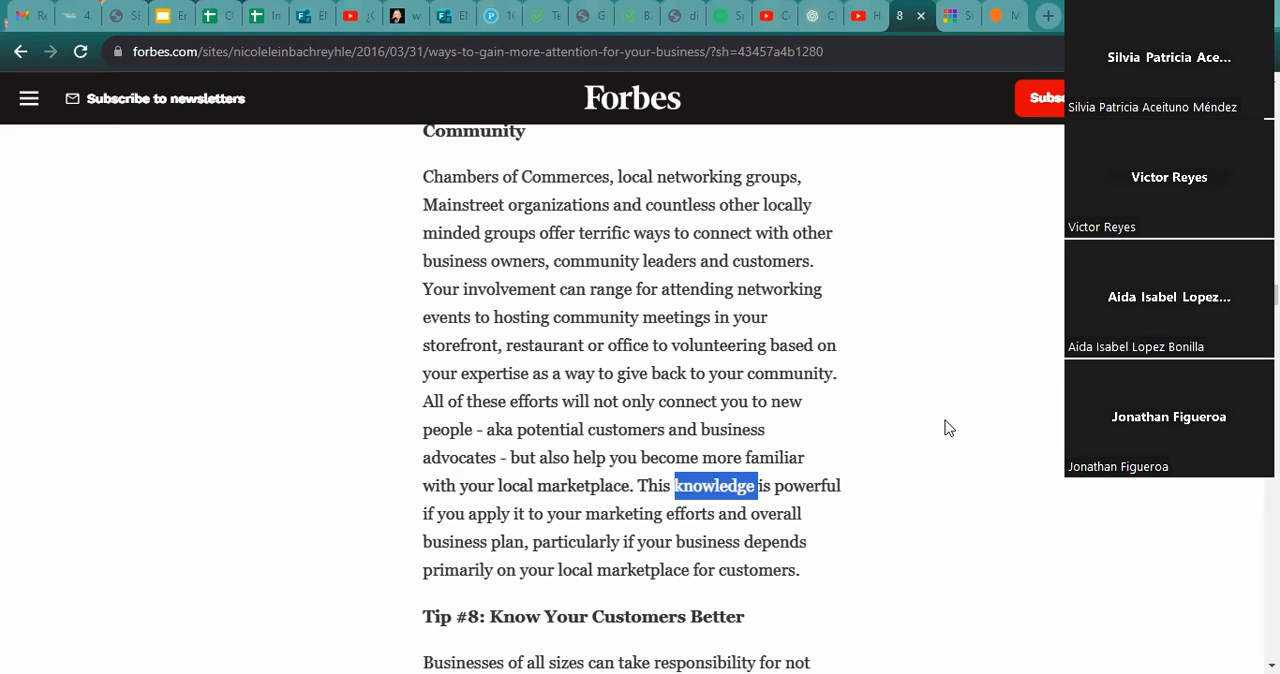 8
forbes.com/sites/nicoleleinbachreyhle/2016/03/31/ways-to-gain-more-attention-for-your-business/?sh=43457a4b1280
Subscribe to newsletters
Forbes
Community
Chambers of Commerces, local networking groups,
Mainstreet organizations and countless other locally
minded groups offer terrific ways to connect with other
business owners, community leaders and customers.
Your involvement can range for attending networking
events to hosting community meetings in your
storefront, restaurant or office to volunteering based on
your expertise as a way to give back to your community.
All of these efforts will not only connect you to new
people - aka potential customers and business
advocates - but also help you become more familiar
with your local marketplace. This knowledge is powerful
if you apply it to your marketing efforts and overall
business plan, particularly if your business depends
primarily on your local marketplace for customers.
Tip #8: Know Your Customers Better
Businesses of all sizes can take responsibility for not
Silvia Patricia Ace...
Silvia Patricia Aceituno Méndez
Victor Reyes
Victor Reyes
Aida Isabel Lopez...
Aida Isabel Lopez Bonilla
Jonathan Figueroa
Jonathan Figueroa